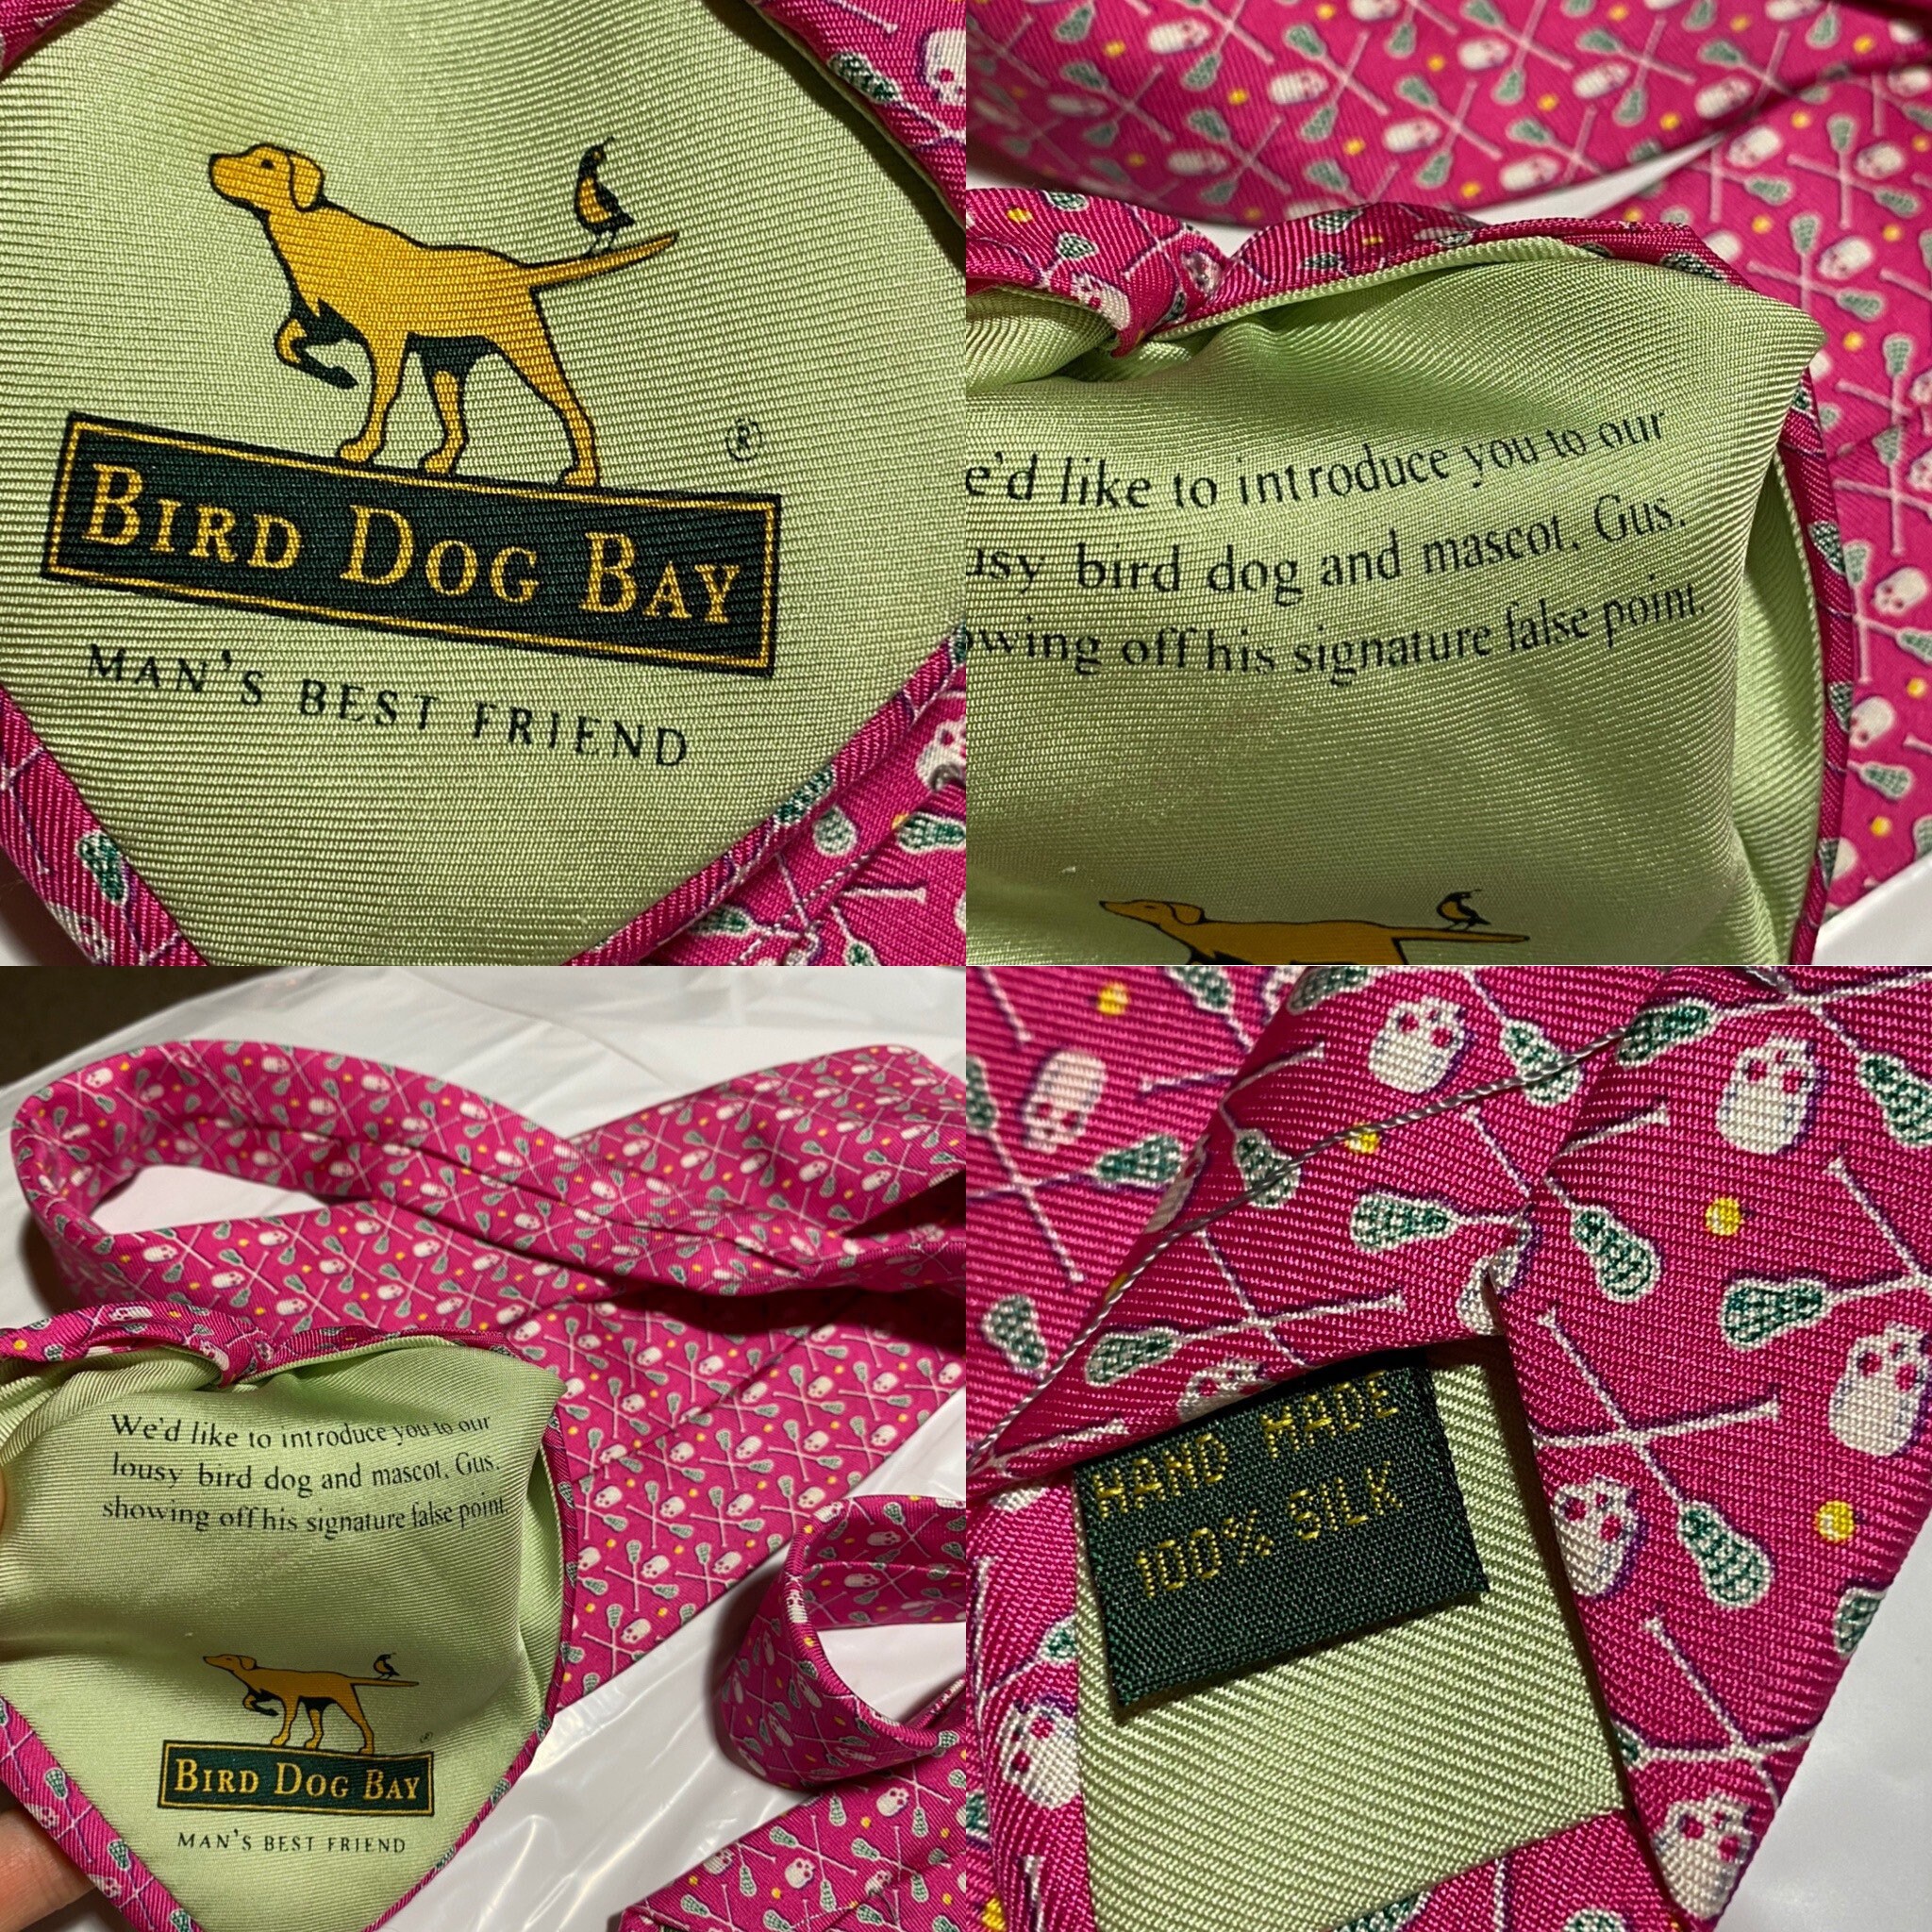 ®
BIRD DOG BAY
MAN'S BEST FRIEND
e'd like to introduce you to our
usy bird dog and mascot, Gus.
owing off his signature false point.
We'd like to introduce you to our
lousy bird dog and mascot, Gus.
showing off his signature false point.
®
BIRD DOG BAY
MAN'S BEST FRIEND
HAND MADE
100% SILK